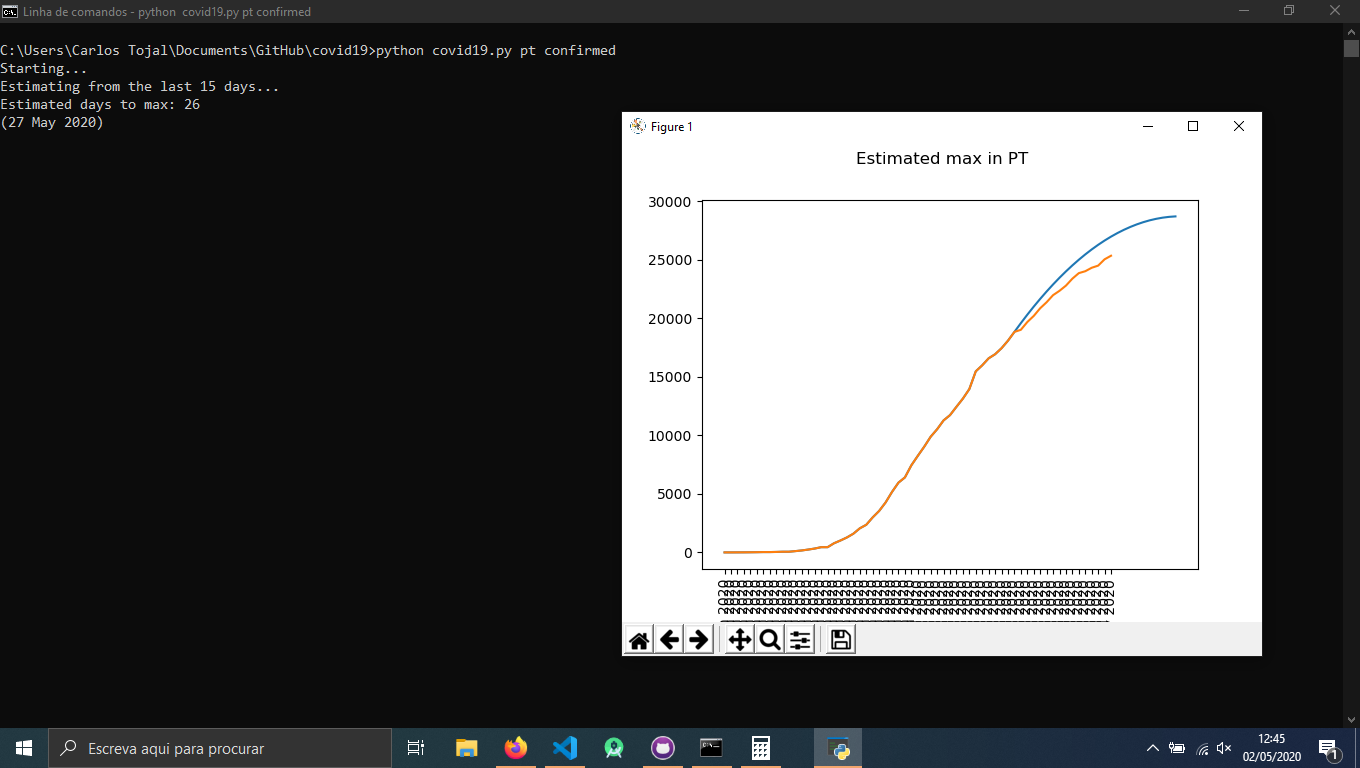 Linha de comandos - python  covid19.py pt confirmed
C:\Users\Carlos Tojal\Documents\GitHub\covid19>python covid19.py pt confirmed
Starting...
Estimating from the last 15 days...
Estimated days to max: 26
(27 May 2020)
Figure 1
Estimated max in PT
30000
25000
20000
15000
10000
5000
0
Escreva aqui para procurar
12:45
02/05/2020
1